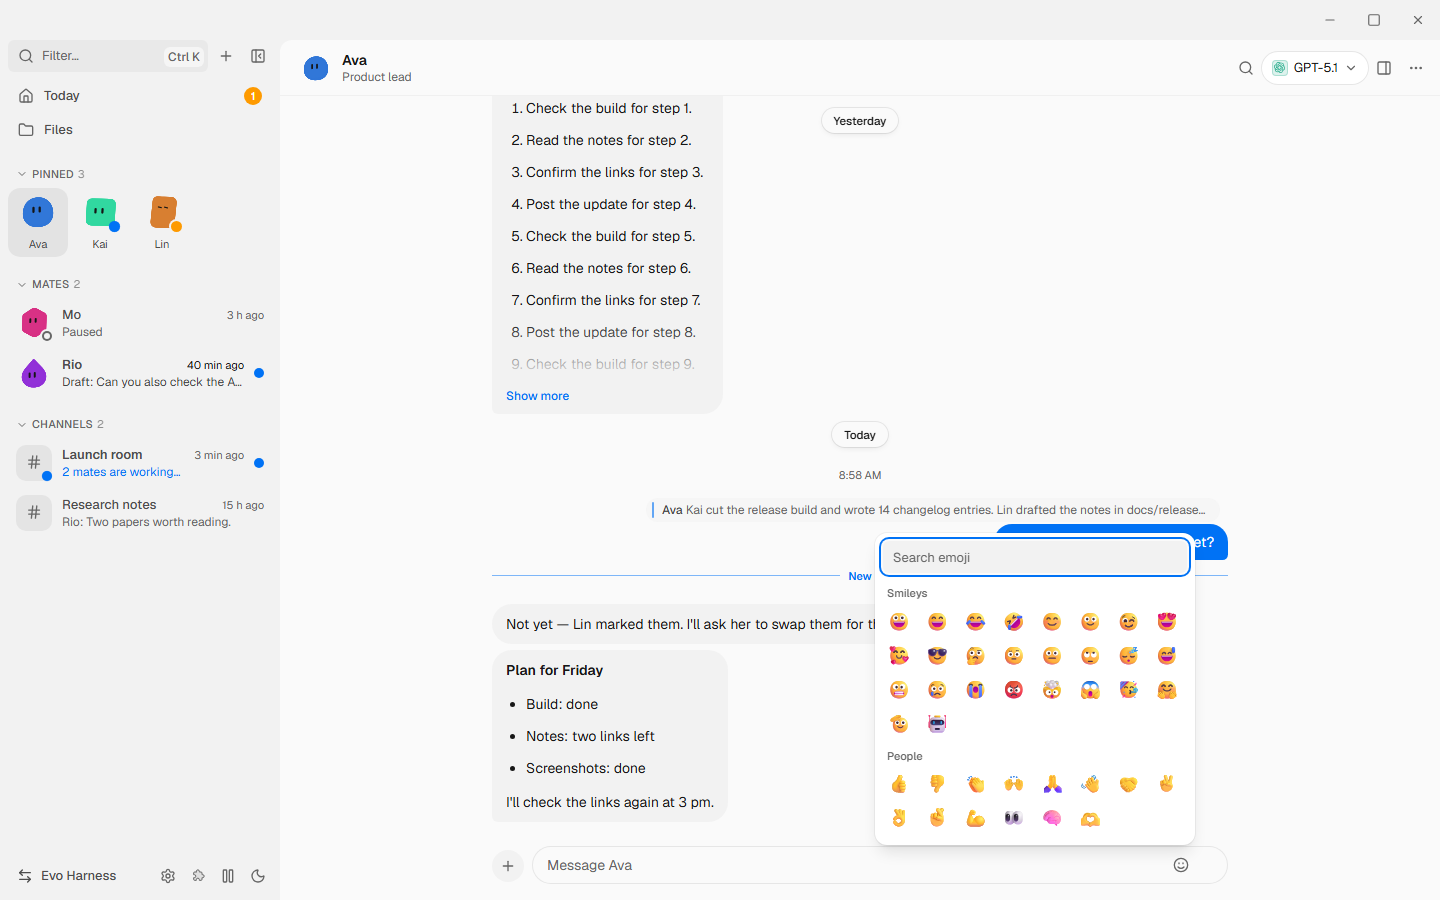 Filter...
Ctrl K
Today
1
Files
PINNED 3
Ava
Kai
Lin
MATES 2
Mo
3 h ago
Paused
Rio
40 min ago
Draft: Can you also check the A...
CHANNELS 2
Launch room
3 min ago
2 mates are working...
Research notes
15 h ago
Rio: Two papers worth reading.
Evo Harness
Ava
Product lead
GPT-5.1
Yesterday
1. Check the build for step 1.
2. Read the notes for step 2.
3. Confirm the links for step 3.
4. Post the update for step 4.
5. Check the build for step 5.
6. Read the notes for step 6.
7. Confirm the links for step 7.
8. Post the update for step 8.
9. Check the build for step 9.
Show more
Today
8:58 AM
Ava Kai cut the release build and wrote 14 changelog entries. Lin drafted the notes in docs/release...
et?
New
Not yet — Lin marked them. I'll ask her to swap them for
Plan for Friday
• Build: done
• Notes: two links left
• Screenshots: done
I'll check the links again at 3 pm.
Search emoji
Smileys
People
Message Ava